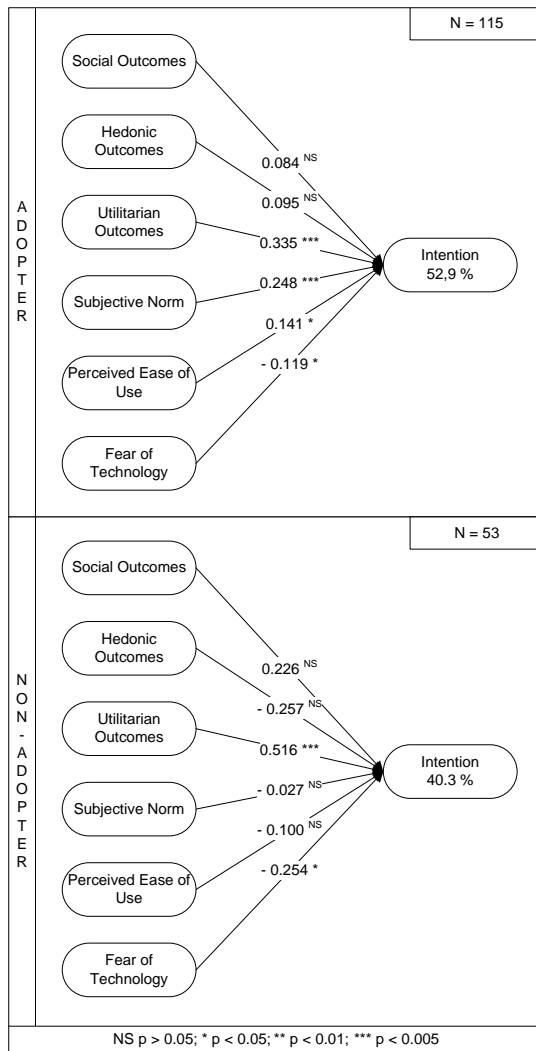 N = 115
ADOPTER
Social Outcomes
Hedonic
Outcomes
Utilitarian
Outcomes
Subjective Norm
Perceived Ease of
Use
Fear of
Technology
0.084 NS
0.095 NS
0.335 ***
0.248 ***
0.141 *
- 0.119 *
Intention
52,9 %
N = 53
NON-ADOPTER
Social Outcomes
Hedonic
Outcomes
Utilitarian
Outcomes
Subjective Norm
Perceived Ease of
Use
Fear of
Technology
0.226 NS
- 0.257 NS
0.516 ***
- 0.027 NS
- 0.100 NS
- 0.254 *
Intention
40.3 %
NS p > 0.05; * p < 0.05; ** p < 0.01; *** p < 0.005